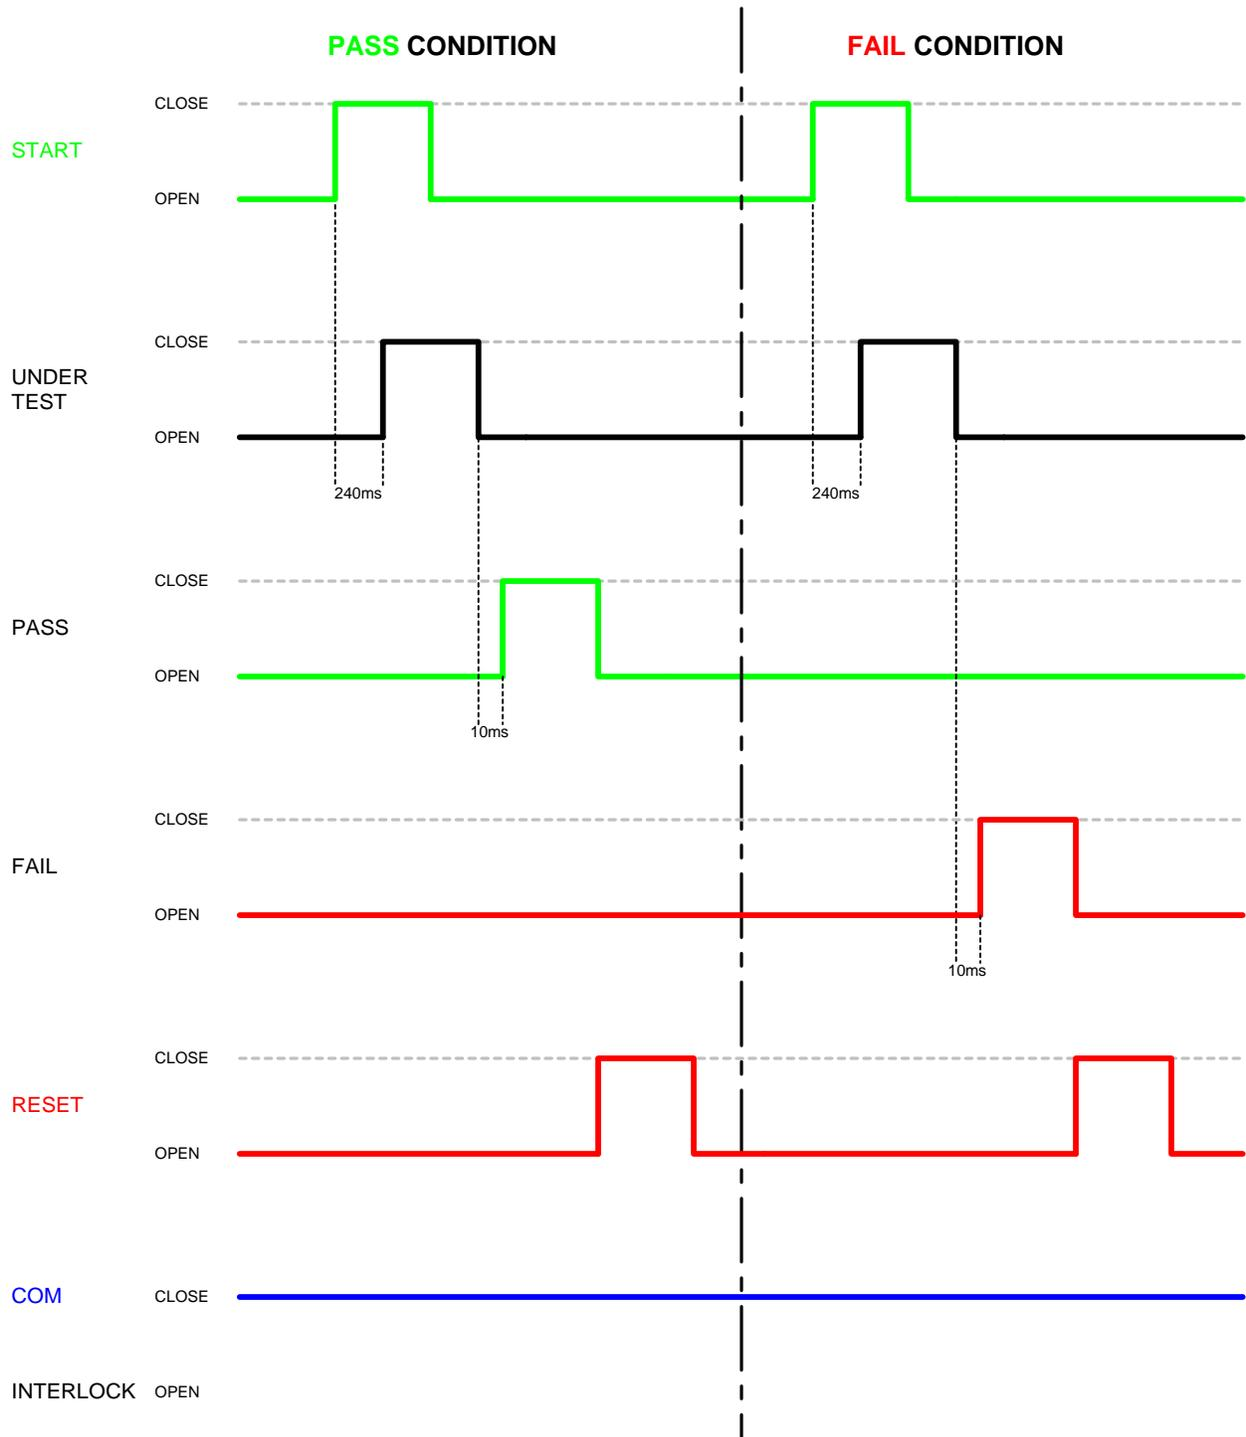 PASS CONDITION
FAIL CONDITION
CLOSE
START
OPEN
CLOSE
UNDER
TEST
OPEN
240ms
240ms
CLOSE
PASS
OPEN
10ms
CLOSE
FAIL
OPEN
10ms
CLOSE
RESET
OPEN
COM
CLOSE
INTERLOCK
OPEN